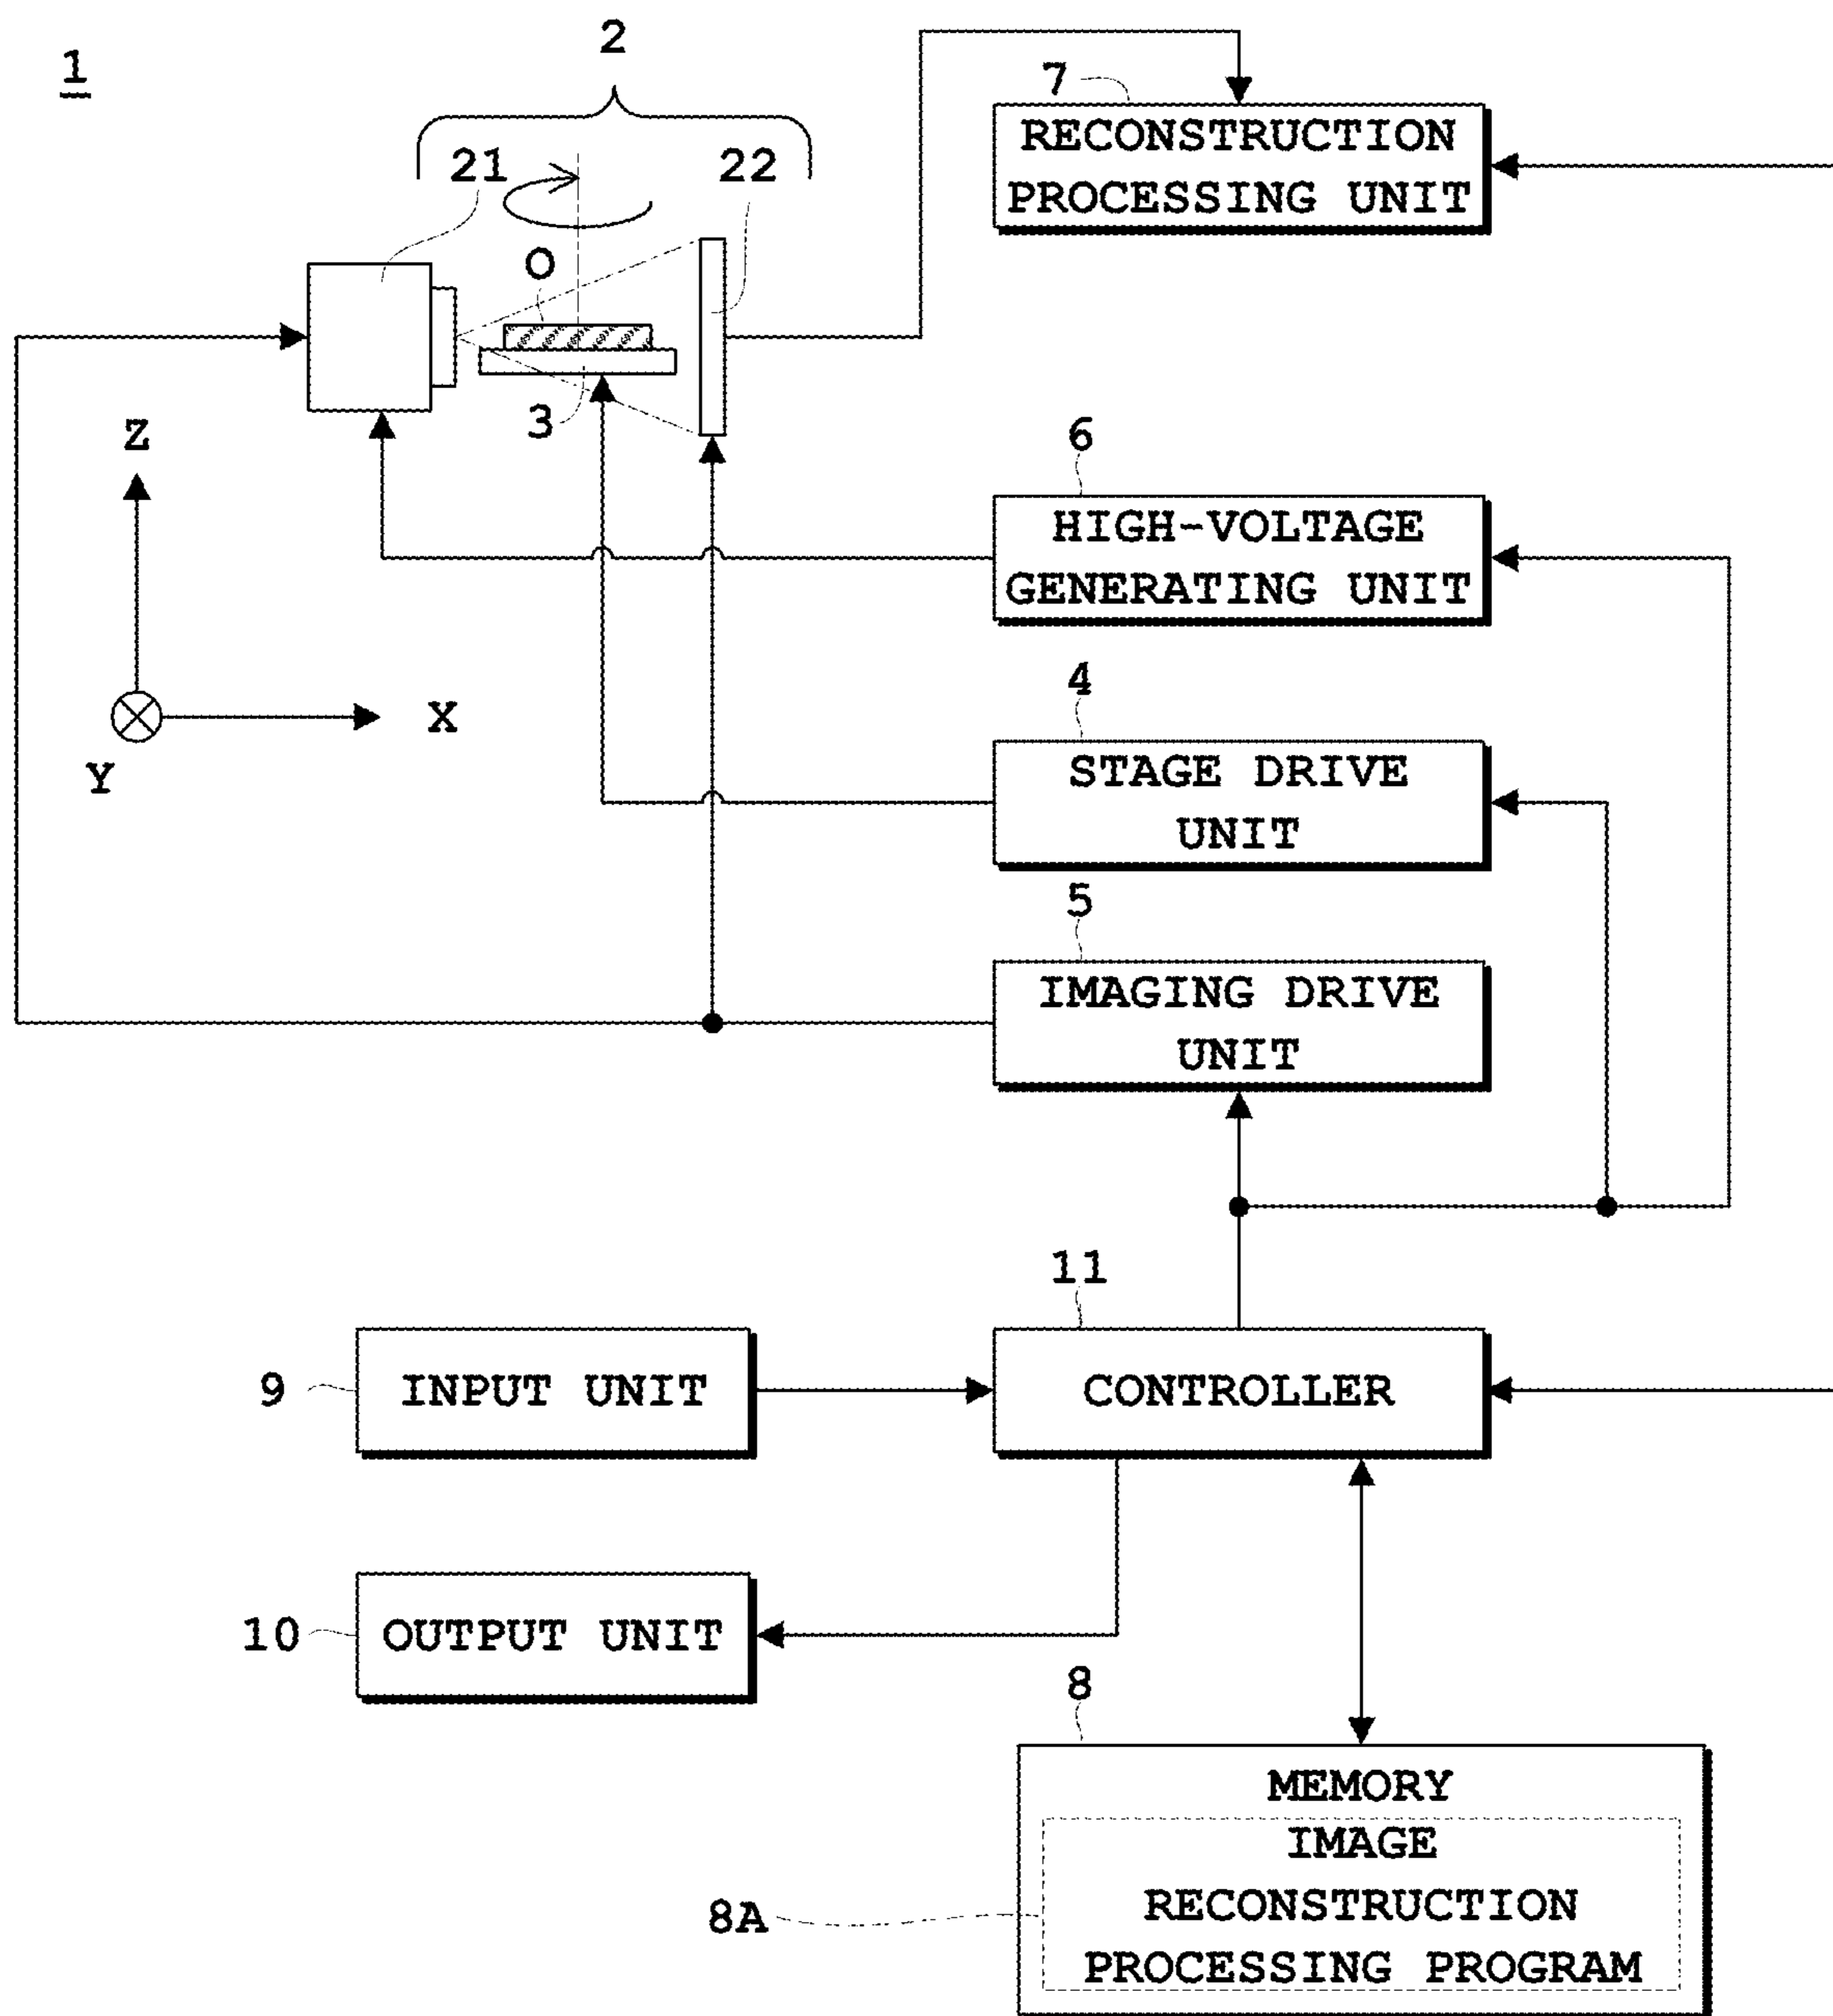 1
2
21
22
O
3
7
RECONSTRUCTION
PROCESSING UNIT
Z
X
Y
6
HIGH-VOLTAGE
GENERATING UNIT
4
STAGE DRIVE
UNIT
5
IMAGING DRIVE
UNIT
11
CONTROLLER
9
INPUT UNIT
10
OUTPUT UNIT
8
MEMORY
8A
IMAGE
RECONSTRUCTION
PROCESSING PROGRAM